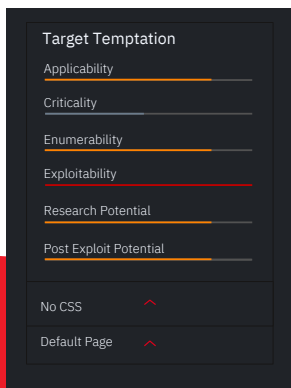 Target Temptation
Applicability
Criticality
Enumerability
Exploitability
Research Potential
Post Exploit Potential
No CSS
Default Page